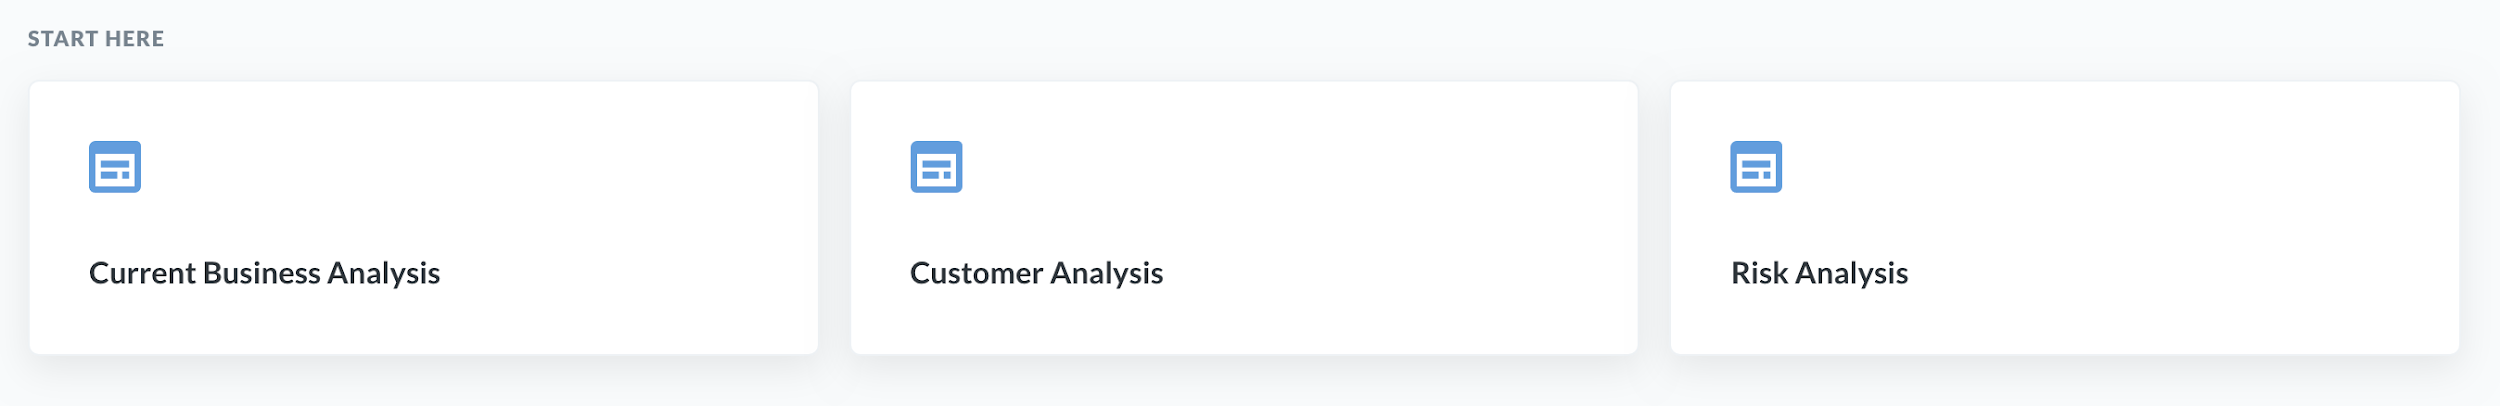 START HERE
Current Business Analysis
Customer Analysis
Risk Analysis